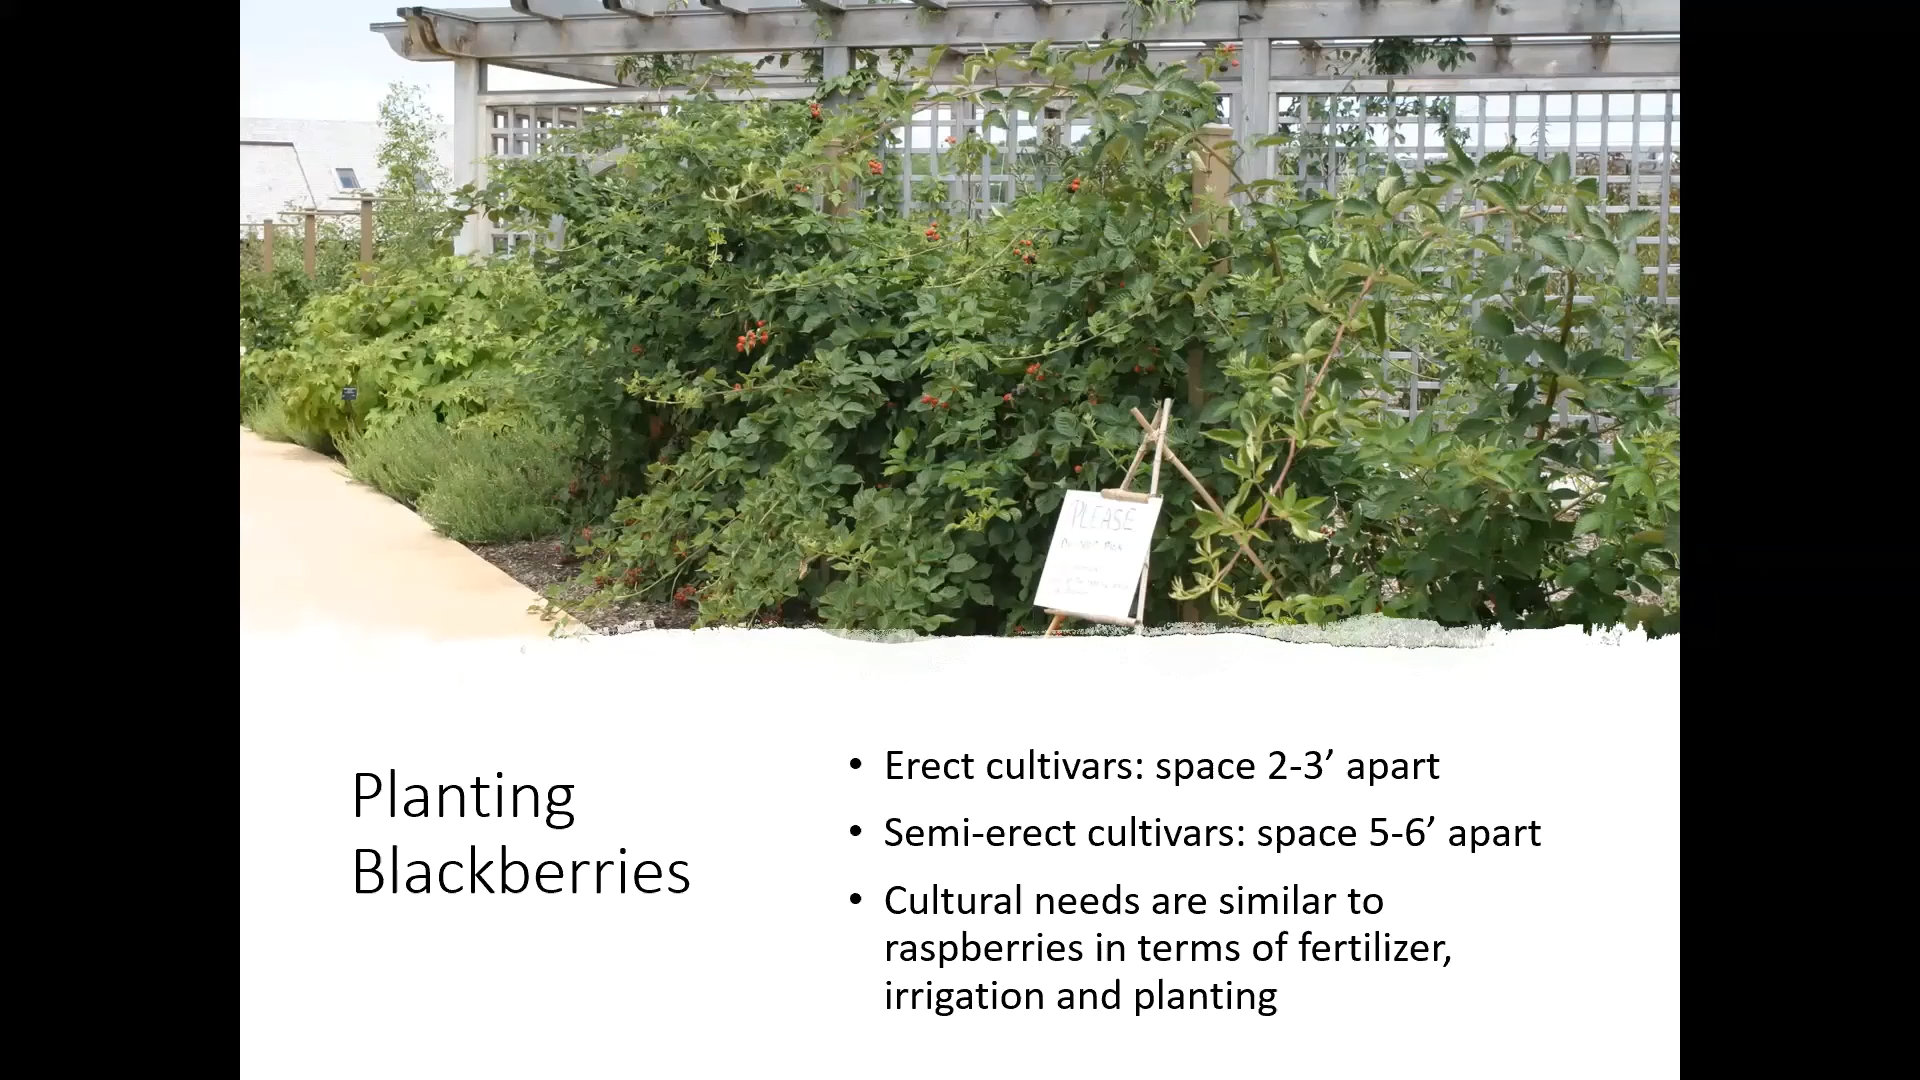 PLEASE
Planting
Blackberries
• Erect cultivars: space 2-3’ apart
• Semi-erect cultivars: space 5-6’ apart
• Cultural needs are similar to
raspberries in terms of fertilizer,
irrigation and planting